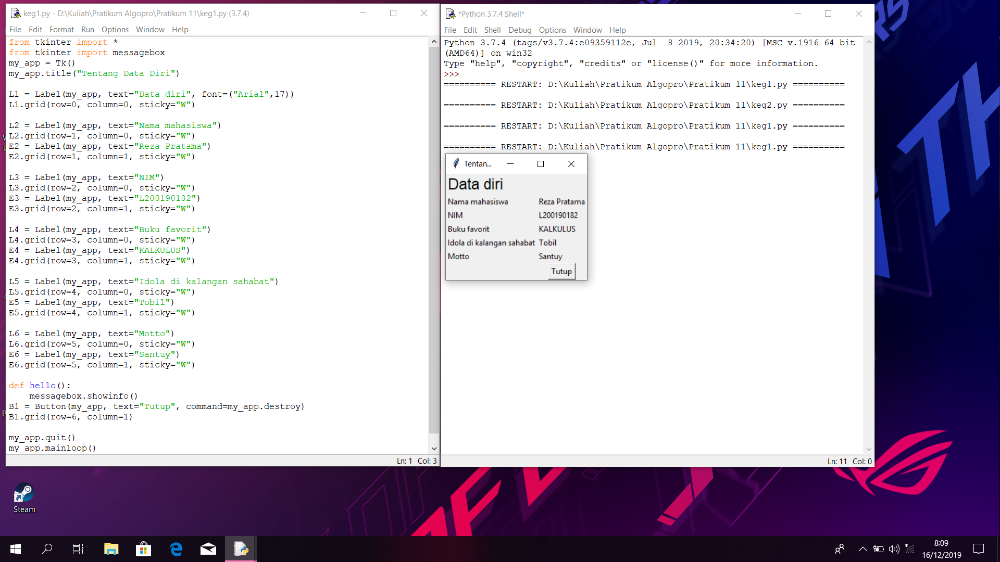 keg1.py - D:\Kuliah\Pratikum Algopro\Pratikum 11\keg1.py (3.7.4)
File Edit Format Run Options Window Help
from tkinter import *
from tkinter import messagebox
my_app = Tk()
my_app.title("Tentang Data Diri")
L1 = Label(my_app, text="Data diri", font=("Arial",17))
L1.grid(row=0, column=0, sticky="W")
L2 = Label(my_app, text="Nama mahasiswa")
L2.grid(row=1, column=0, sticky="W")
E2 = Label(my_app, text="Reza Pratama")
E2.grid(row=1, column=1, sticky="W")
L3 = Label(my_app, text="NIM")
L3.grid(row=2, column=0, sticky="W")
E3 = Label(my_app, text="L200190182")
E3.grid(row=2, column=1, sticky="W")
L4 = Label(my_app, text="Buku favorit")
L4.grid(row=3, column=0, sticky="W")
E4 = Label(my_app, text="KALKULUS")
E4.grid(row=3, column=1, sticky="W")
L5 = Label(my_app, text="Idola di kalangan sahabat")
L5.grid(row=4, column=0, sticky="W")
E5 = Label(my_app, text="Tobil")
E5.grid(row=4, column=1, sticky="W")
L6 = Label(my_app, text="Motto")
L6.grid(row=5, column=0, sticky="W")
E6 = Label(my_app, text="Santuy")
E6.grid(row=5, column=1, sticky="W")
def hello():
    messagebox.showinfo()
B1 = Button(my_app, text="Tutup", command=my_app.destroy)
B1.grid(row=6, column=1)
my_app.quit()
my_app.mainloop()
Ln: 1 Col: 3
*Python 3.7.4 Shell*
File Edit Shell Debug Options Window Help
Python 3.7.4 (tags/v3.7.4:e09359112e, Jul  8 2019, 20:34:20) [MSC v.1916 64 bit
(AMD64)] on win32
Type "help", "copyright", "credits" or "license()" for more information.
>>>
========== RESTART: D:\Kuliah\Pratikum Algopro\Pratikum 11\keg1.py ==========
========== RESTART: D:\Kuliah\Pratikum Algopro\Pratikum 11\keg2.py ==========
========== RESTART: D:\Kuliah\Pratikum Algopro\Pratikum 11\keg1.py ==========
========== RESTART: D:\Kuliah\Pratikum Algopro\Pratikum 11\keg1.py ==========
Tentan...
Data diri
Nama mahasiswa Reza Pratama
NIM L200190182
Buku favorit KALKULUS
Idola di kalangan sahabat Tobil
Motto Santuy
Tutup
Ln: 11 Col: 0
Steam
8:09
16/12/2019